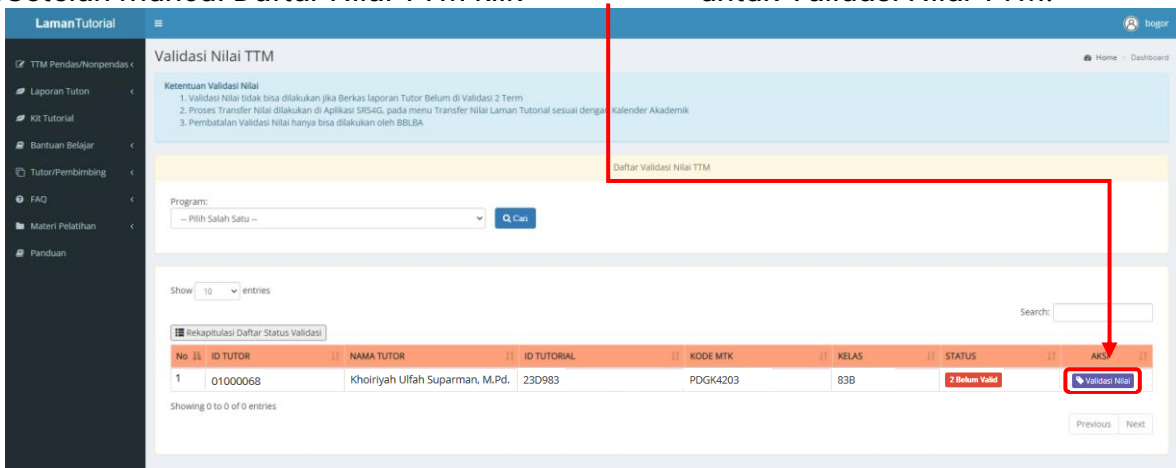 LamanTutorial
bogor
TTM Pendas/Nonpendas
Laporan Tuton
Kit Tutorial
Bantuan Belajar
Tutor/Pembimbing
FAQ
Materi Pelatihan
Panduan
Validasi Nilai TTM
Home > Dashboard
Ketentuan Validasi Nilai
1. Validasi Nilai tidak bisa dilakukan jika Berkas laporan Tutor Belum di Validasi 2 Term
2. Proses Transfer Nilai dilakukan di Aplikasi SRS4G, pada menu Transfer Nilai Laman Tutorial sesuai dengan Kalender Akademik
3. Pembatalan Validasi Nilai hanya bisa dilakukan oleh BBLBA
Daftar Validasi Nilai TTM
Program:
-- Pilih Salah Satu --
Cari
Show 10 entries
Search:
Rekapitulasi Daftar Status Validasi
No ID TUTOR NAMA TUTOR ID TUTORIAL KODE MTK KELAS STATUS AKSI
1 01000068 Khoiriyah Ulfah Suparman, M.Pd. 23D983 PDGK4203 83B 2 Belum Valid Validasi Nilai
Showing 0 to 0 of 0 entries
Previous Next